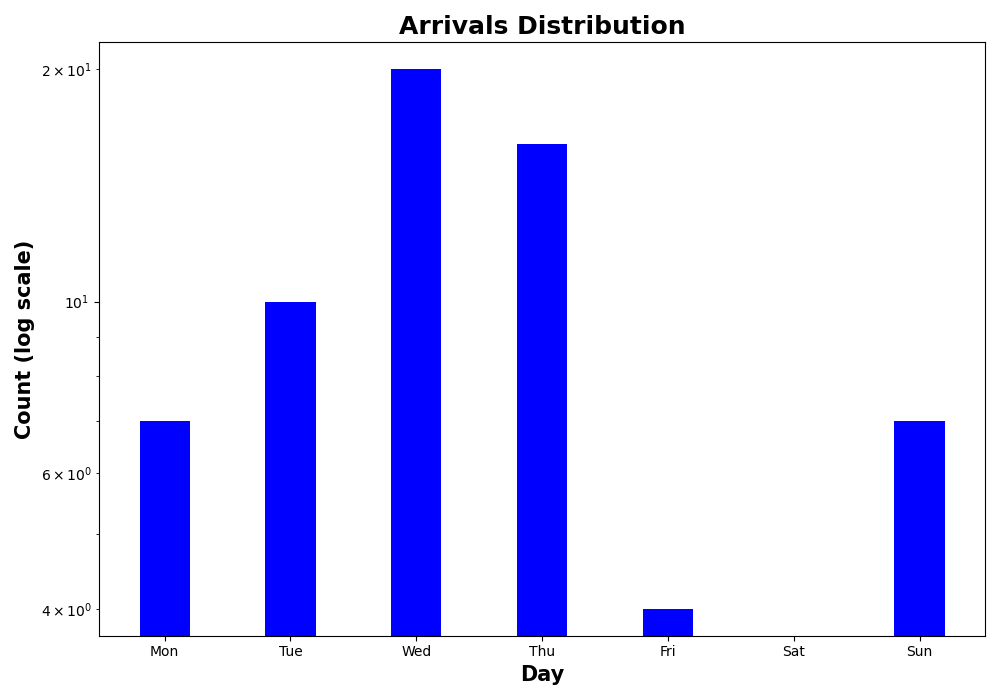 Arrivals Distribution
Count (log scale)
2 × 10¹
10¹
6 × 10⁰
4 × 10⁰
Mon Tue Wed Thu Fri Sat Sun
Day